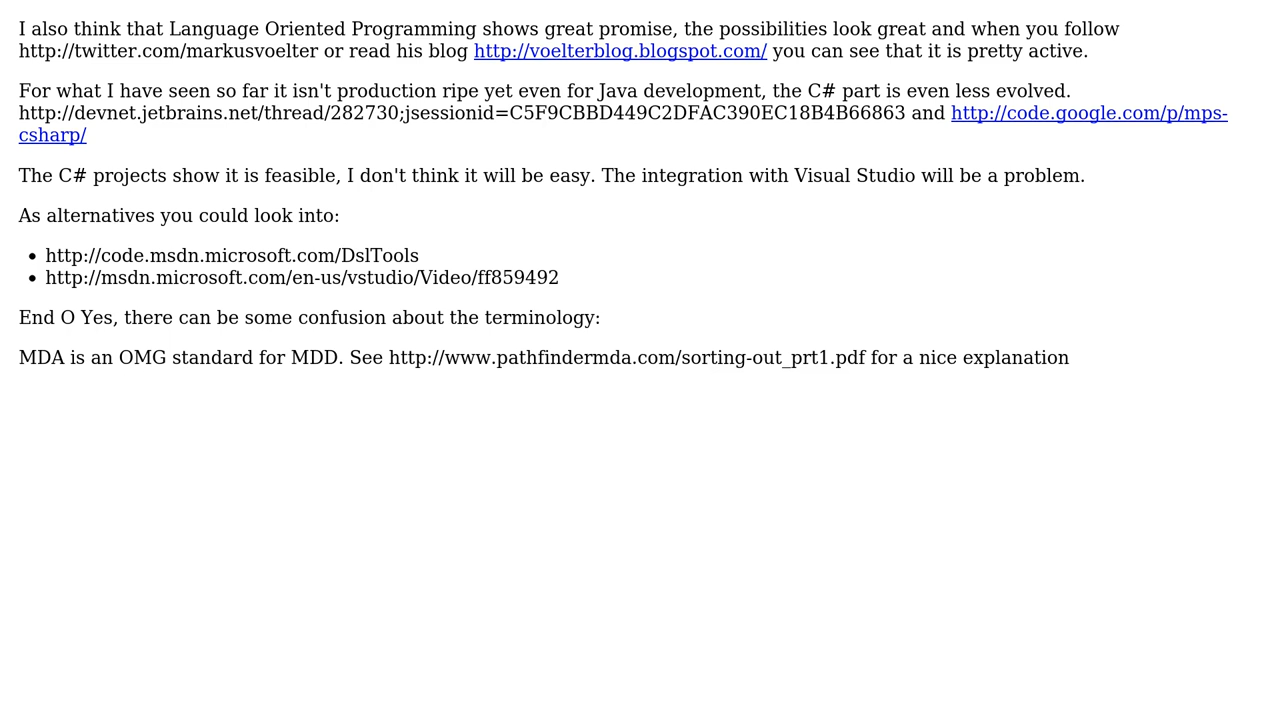 I also think that Language Oriented Programming shows great promise, the possibilities look great and when you follow
http://twitter.com/markusvoelter or read his blog http://voelterblog.blogspot.com/ you can see that it is pretty active.
For what I have seen so far it isn't production ripe yet even for Java development, the C# part is even less evolved.
http://devnet.jetbrains.net/thread/282730;jsessionid=C5F9CBBD449C2DFAC390EC18B4B66863 and http://code.google.com/p/mps-
csharp/
The C# projects show it is feasible, I don't think it will be easy. The integration with Visual Studio will be a problem.
As alternatives you could look into:
• http://code.msdn.microsoft.com/DslTools
• http://msdn.microsoft.com/en-us/vstudio/Video/ff859492
End O Yes, there can be some confusion about the terminology:
MDA is an OMG standard for MDD. See http://www.pathfindermda.com/sorting-out_prt1.pdf for a nice explanation